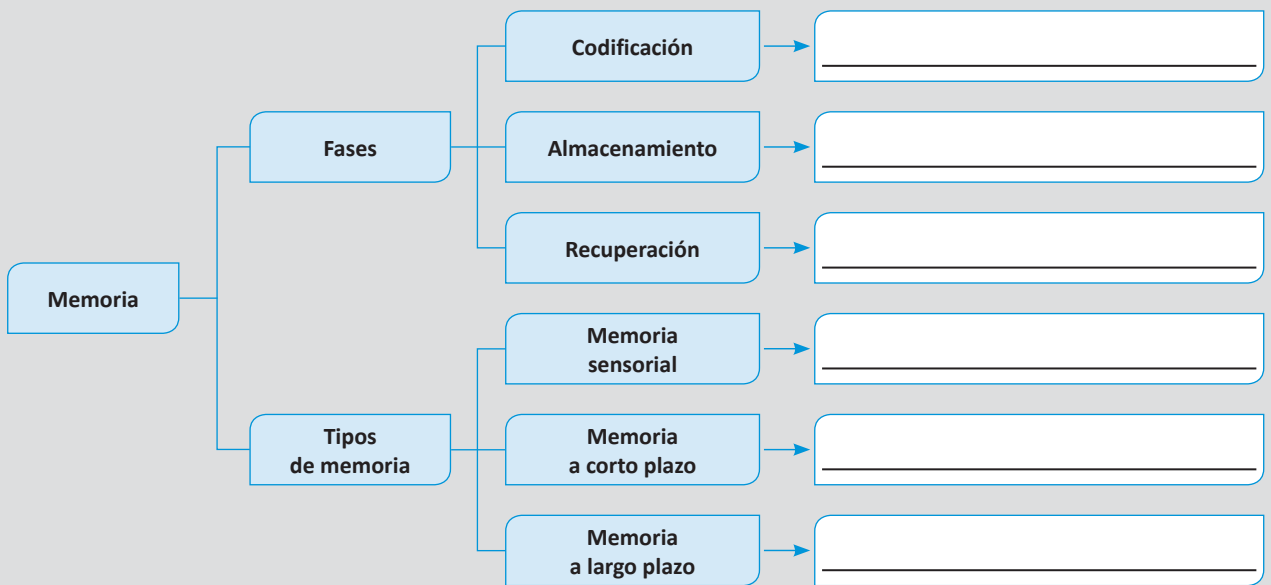 Codificación
Fases
Almacenamiento
Recuperación
Memoria
Memoria
sensorial
Tipos
de memoria
Memoria
a corto plazo
Memoria
a largo plazo